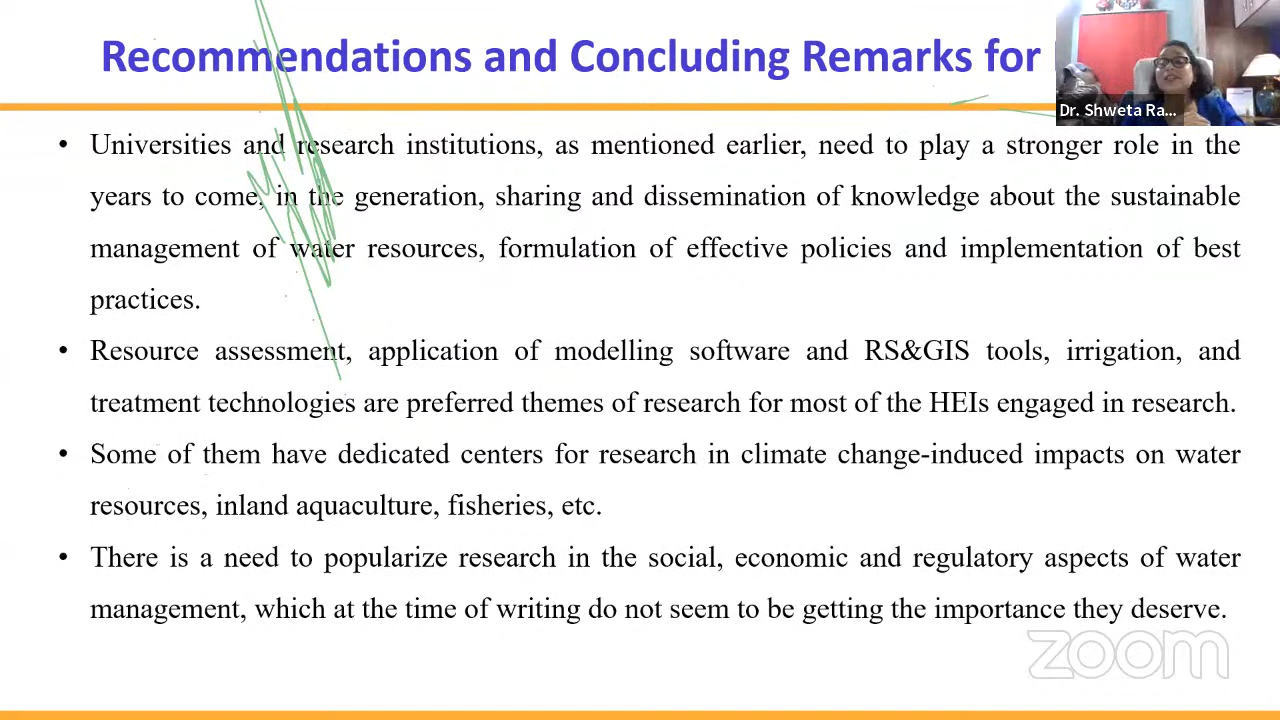 Recommendations and Concluding Remarks for
Dr. Shweta Ra...
• Universities and research institutions, as mentioned earlier, need to play a stronger role in the
years to come, in the generation, sharing and dissemination of knowledge about the sustainable
management of water resources, formulation of effective policies and implementation of best
practices.
• Resource assessment, application of modelling software and RS&GIS tools, irrigation, and
treatment technologies are preferred themes of research for most of the HEIs engaged in research.
• Some of them have dedicated centers for research in climate change-induced impacts on water
resources, inland aquaculture, fisheries, etc.
• There is a need to popularize research in the social, economic and regulatory aspects of water
management, which at the time of writing do not seem to be getting the importance they deserve.
zoom